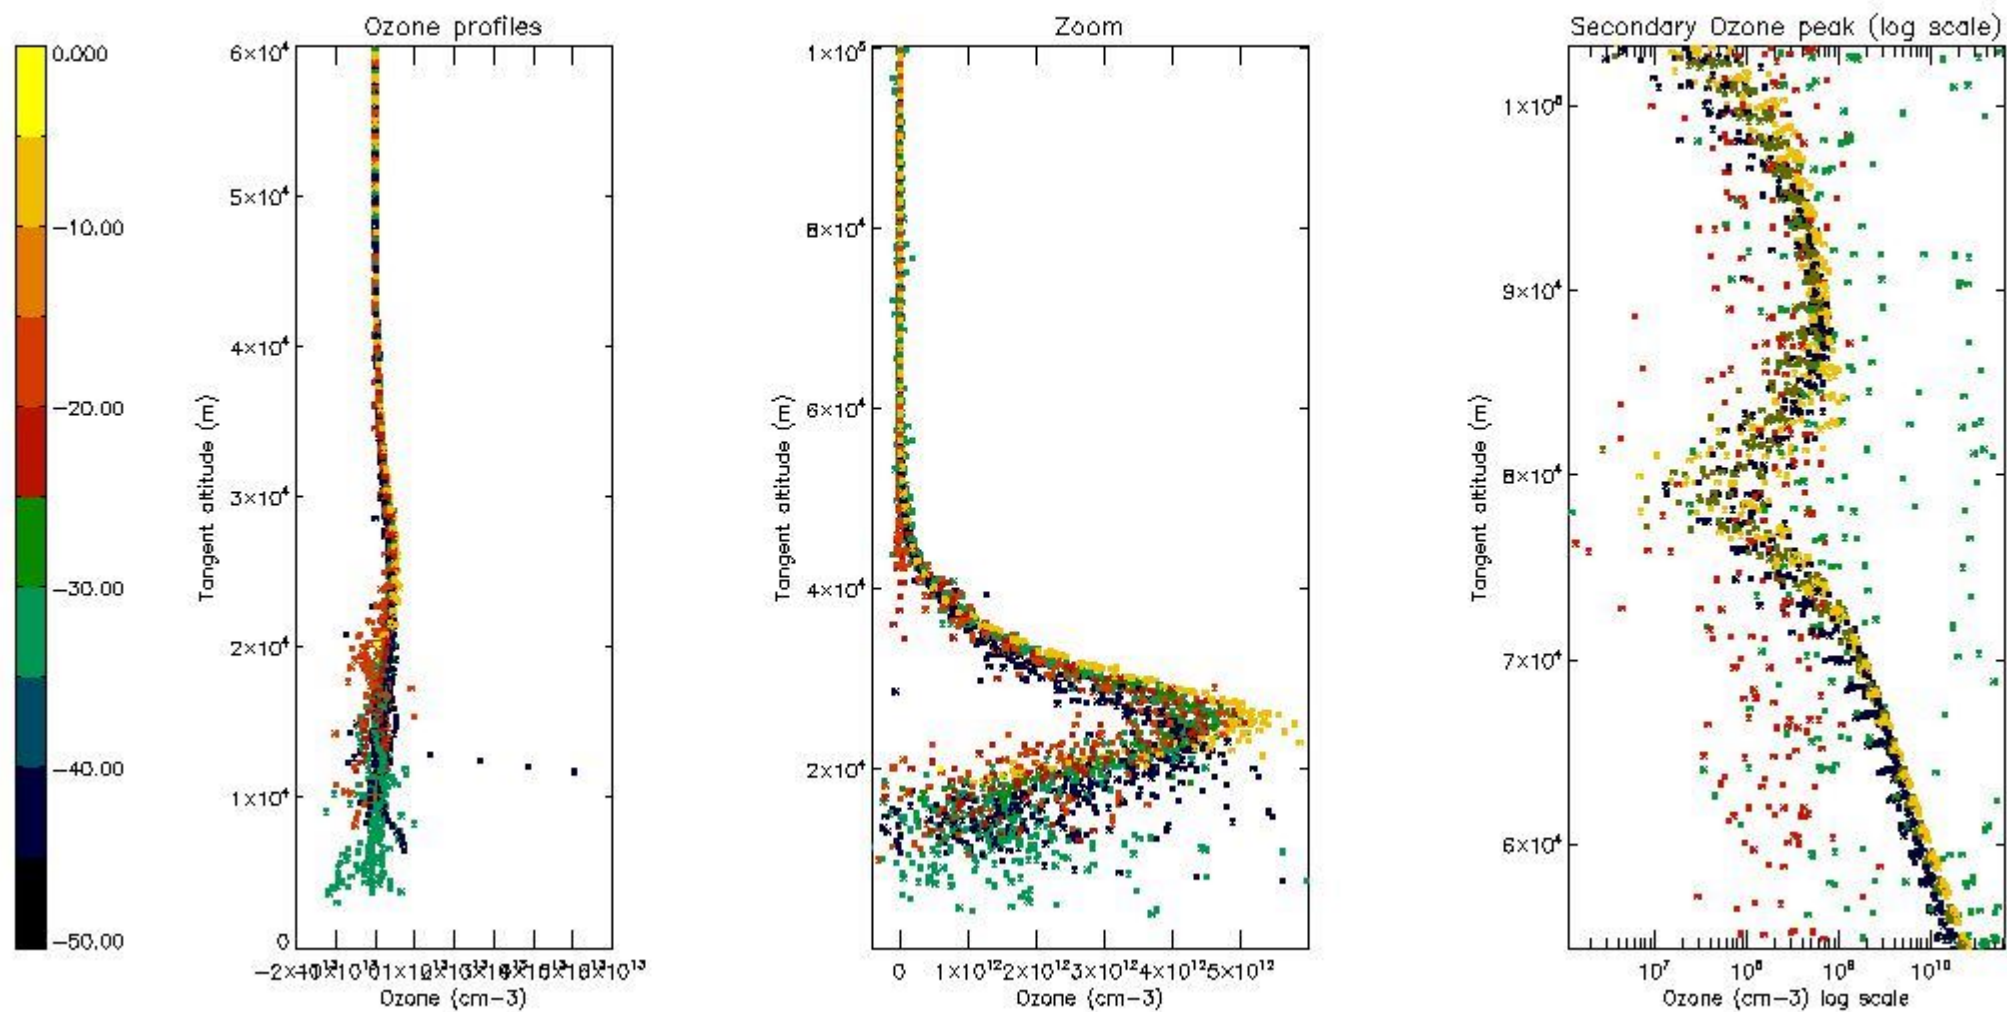 Ozone profiles
Zoom
Secondary Ozone peak (log scale)
0.000
-10.00
-20.00
-30.00
-40.00
-50.00
Tangent altitude (m)
6×10⁴
5×10⁴
4×10⁴
3×10⁴
2×10⁴
1×10⁴
0
Ozone (cm-3)
Tangent altitude (m)
1×10⁵
8×10⁴
6×10⁴
4×10⁴
2×10⁴
0 1×10¹² 2×10¹² 3×10¹² 4×10¹² 5×10¹²
Ozone (cm-3)
Tangent altitude (m)
1×10⁵
9×10⁴
8×10⁴
7×10⁴
6×10⁴
10⁷ 10⁸ 10⁹ 10¹⁰
Ozone (cm-3) log scale